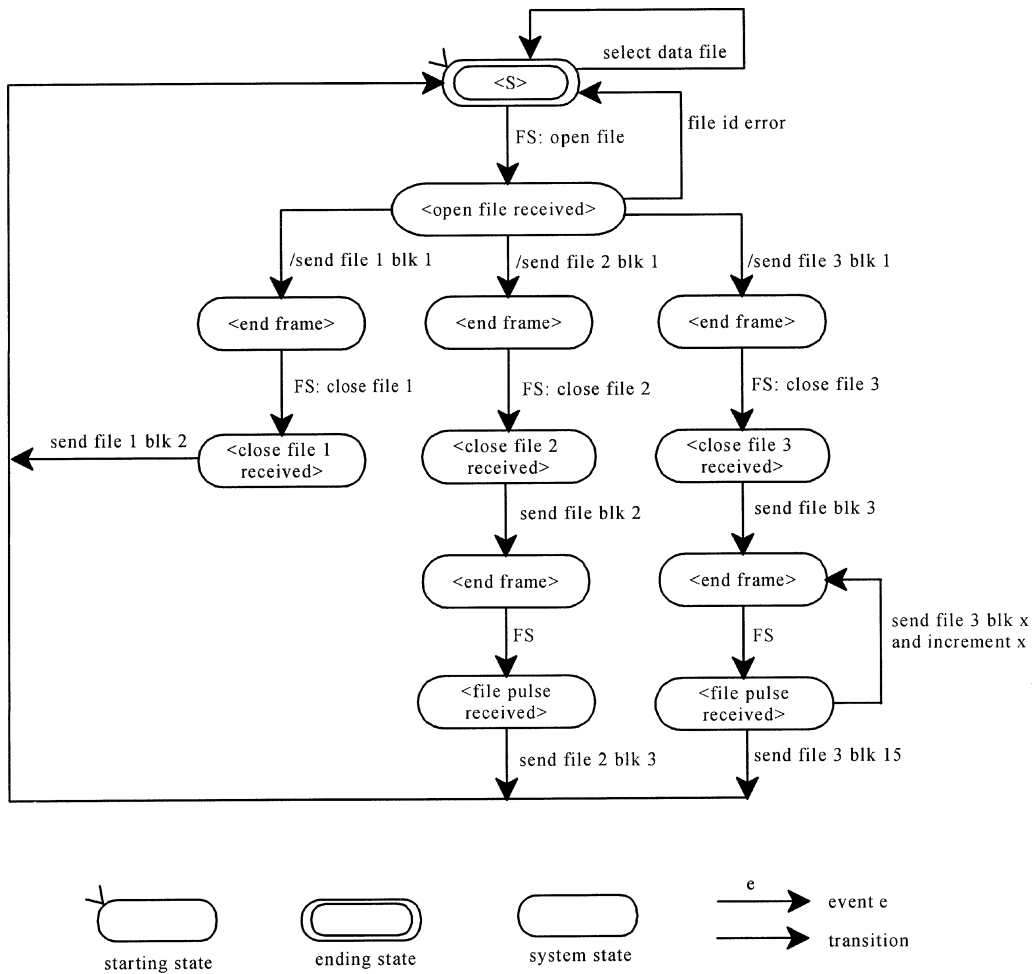 select data file
<S>
file id error
FS: open file
<open file received>
/send file 1 blk 1
/send file 2 blk 1
/send file 3 blk 1
<end frame>
<end frame>
<end frame>
FS: close file 1
FS: close file 2
FS: close file 3
send file 1 blk 2
<close file 1
received>
<close file 2
received>
<close file 3
received>
send file blk 2
send file blk 3
<end frame>
<end frame>
send file 3 blk x
and increment x
FS
FS
<file pulse
received>
<file pulse
received>
send file 2 blk 3
send file 3 blk 15
e
event e
transition
starting state
ending state
system state